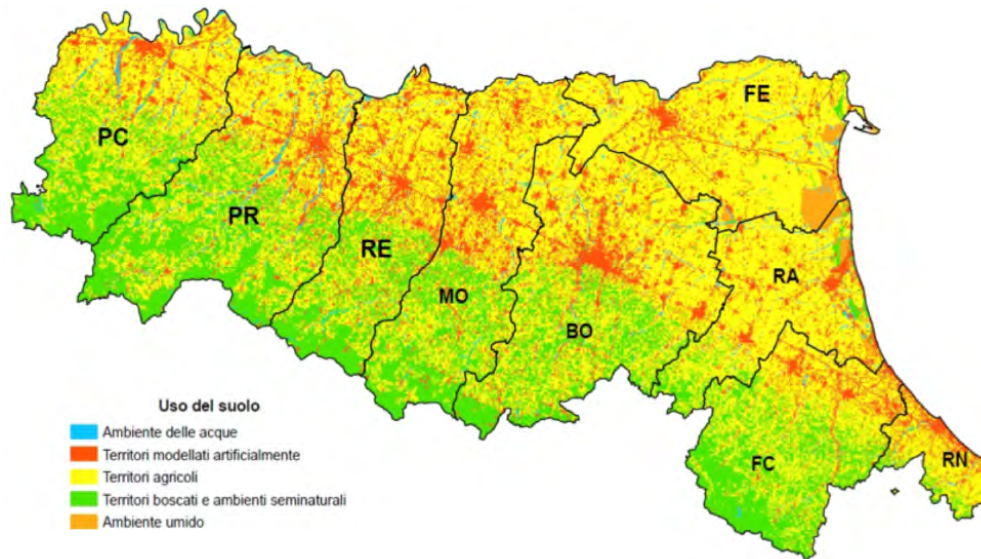 FE
PC
PR
RE
RA
MO
BO
Uso del suolo
Ambiente delle acque
Territori modellati artificialmente
FC
RN
Territori agricoli
Territori boscati e ambienti seminaturali
Ambiente umido